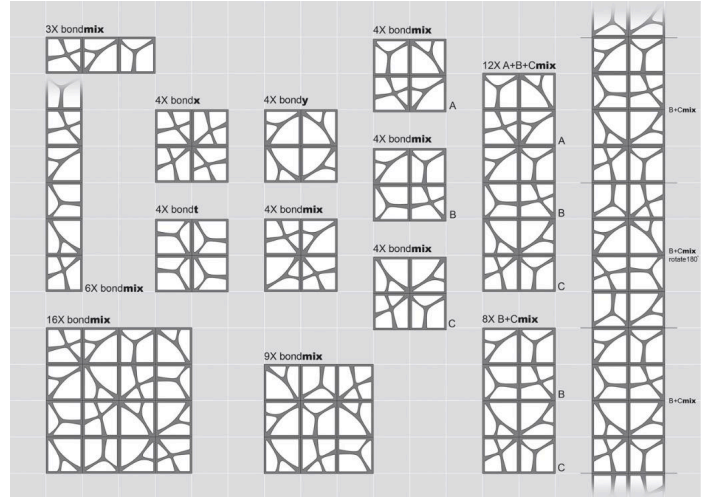 3X bondmix
4X bondmix
A
12X A+B+Cmix
A
B
C
4X bondx
4X bondy
4X bondmix
B
4X bondt
4X bondmix
4X bondmix
C
6X bondmix
16X bondmix
9X bondmix
8X B+Cmix
B
C
B+Cmix
B+Cmix
rotate180°
B+Cmix